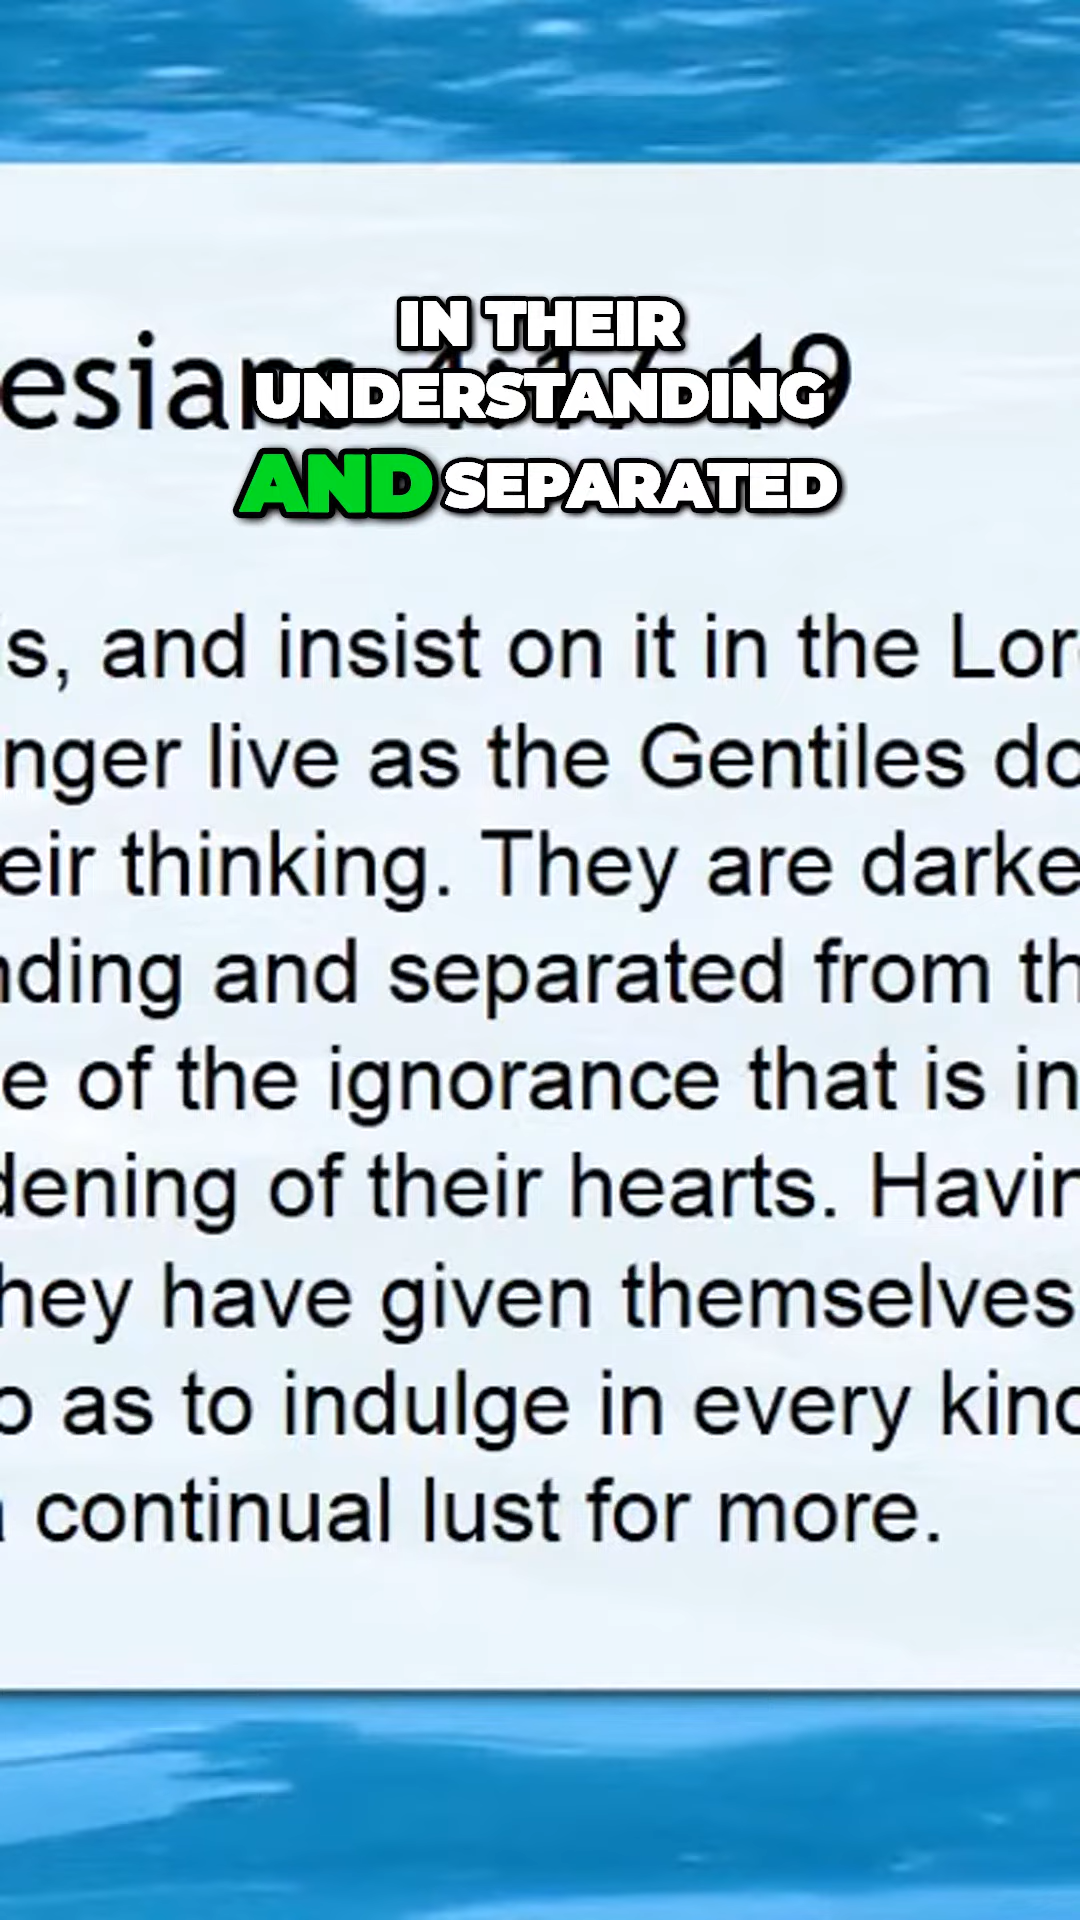 IN THEIR
UNDERSTANDING
AND SEPARATED
esians 4:17-19
is, and insist on it in the Lor
nger live as the Gentiles do
eir thinking. They are darke
nding and separated from th
e of the ignorance that is in
dening of their hearts. Havin
hey have given themselves
o as to indulge in every kind
continual lust for more.